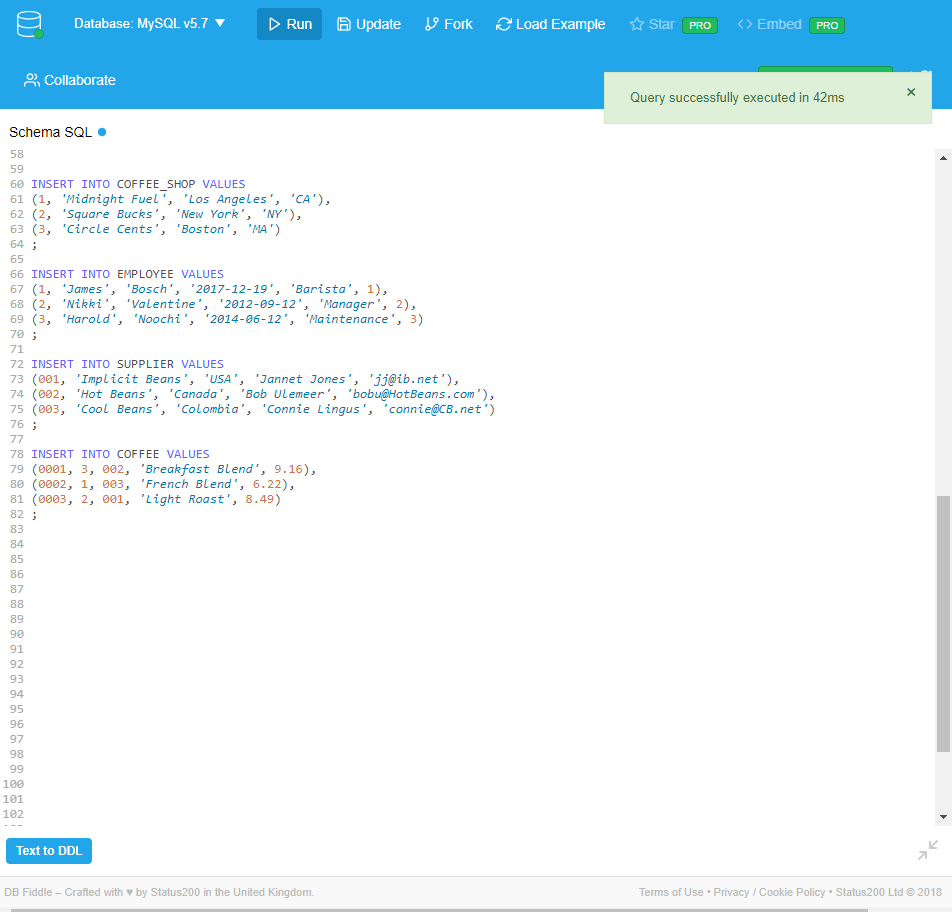 Database: MySQL v5.7 ▼ Run Update Fork Load Example Star PRO Embed PRO
Collaborate
Query successfully executed in 42ms ×
Schema SQL
58
59
60 INSERT INTO COFFEE_SHOP VALUES
61 (1, 'Midnight Fuel', 'Los Angeles', 'CA'),
62 (2, 'Square Bucks', 'New York', 'NY'),
63 (3, 'Circle Cents', 'Boston', 'MA')
64 ;
65
66 INSERT INTO EMPLOYEE VALUES
67 (1, 'James', 'Bosch', '2017-12-19', 'Barista', 1),
68 (2, 'Nikki', 'Valentine', '2012-09-12', 'Manager', 2),
69 (3, 'Harold', 'Noochi', '2014-06-12', 'Maintenance', 3)
70 ;
71
72 INSERT INTO SUPPLIER VALUES
73 (001, 'Implicit Beans', 'USA', 'Jannet Jones', 'jj@ib.net'),
74 (002, 'Hot Beans', 'Canada', 'Bob Ulemeer', 'bobu@HotBeans.com'),
75 (003, 'Cool Beans', 'Colombia', 'Connie Lingus', 'connie@CB.net')
76 ;
77
78 INSERT INTO COFFEE VALUES
79 (0001, 3, 002, 'Breakfast Blend', 9.16),
80 (0002, 1, 003, 'French Blend', 6.22),
81 (0003, 2, 001, 'Light Roast', 8.49)
82 ;
83
84
85
86
87
88
89
90
91
92
93
94
95
96
97
98
99
100
101
102
Text to DDL
DB Fiddle – Crafted with ♥ by Status200 in the United Kingdom. Terms of Use • Privacy / Cookie Policy • Status200 Ltd © 2018